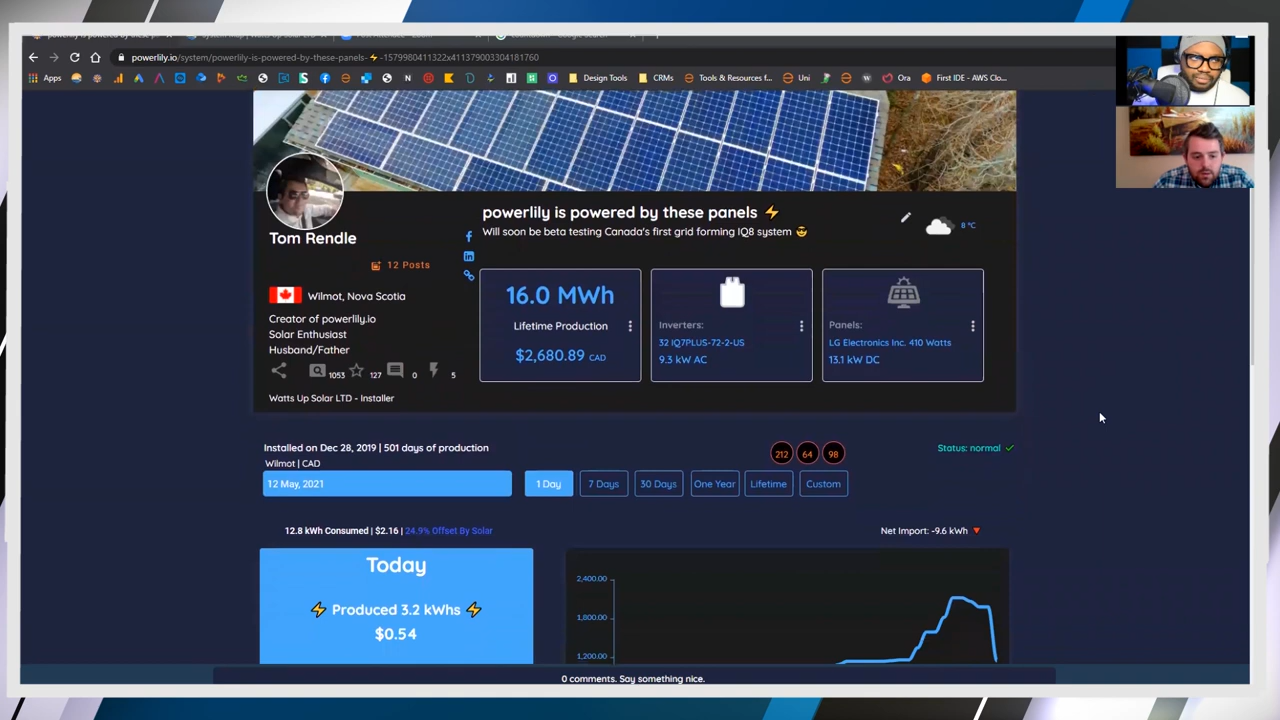 powerlily.io/system/powerlily-is-powered-by-these-panels-⚡-1579980411322x411379003304181760
Apps
Design Tools
CRMs
Tools & Resources f...
Uni
Ora
First IDE - AWS Clo...
powerlily is powered by these panels ⚡
Will soon be beta testing Canada's first grid forming IQ8 system 😎
8 °C
Tom Rendle
12 Posts
Wilmot, Nova Scotia
Creator of powerlily.io
Solar Enthusiast
Husband/Father
1053 127 0 5
Watts Up Solar LTD - Installer
16.0 MWh
Lifetime Production
$2,680.89 CAD
Inverters:
32 IQ7PLUS-72-2-US
9.3 kW AC
Panels:
LG Electronics Inc. 410 Watts
13.1 kW DC
Installed on Dec 28, 2019 | 501 days of production
212 64 98
Status: normal ✓
Wilmot | CAD
12 May, 2021
1 Day
7 Days
30 Days
One Year
Lifetime
Custom
12.8 kWh Consumed | $2.16 | 24.9% Offset By Solar
Net Import: -9.6 kWh
Today
⚡ Produced 3.2 kWhs ⚡
$0.54
2,400.00
1,800.00
1,200.00
0 comments. Say something nice.